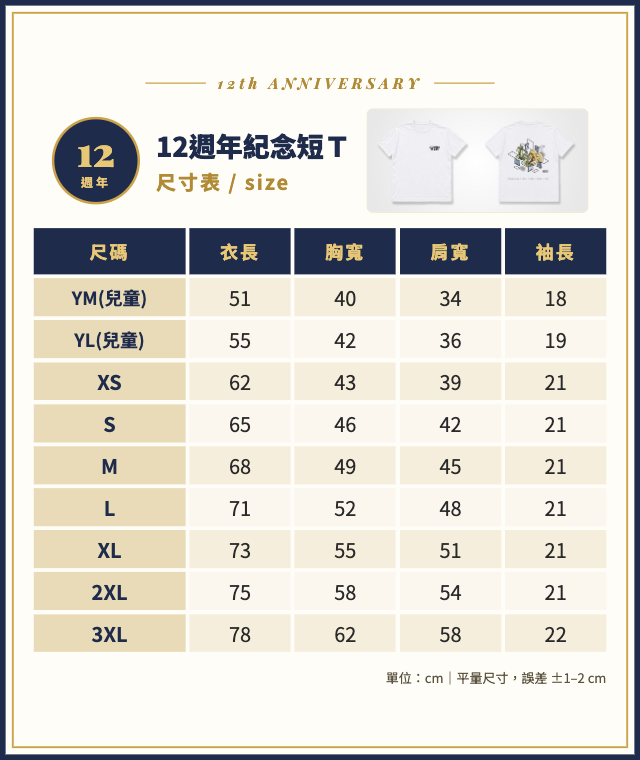 12th ANNIVERSARY
12
週年
12週年紀念短T
尺寸表 / size
尺碼 衣長 胸寬 肩寬 袖長
YM(兒童) 51 40 34 18
YL(兒童) 55 42 36 19
XS 62 43 39 21
S 65 46 42 21
M 68 49 45 21
L 71 52 48 21
XL 73 55 51 21
2XL 75 58 54 21
3XL 78 62 58 22
單位：cm｜平量尺寸，誤差 ±1–2 cm